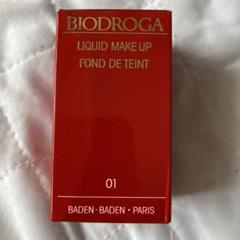 BIODROGA
LIQUID MAKE UP
FOND DE TEINT
01
BADEN-BADEN • PARIS